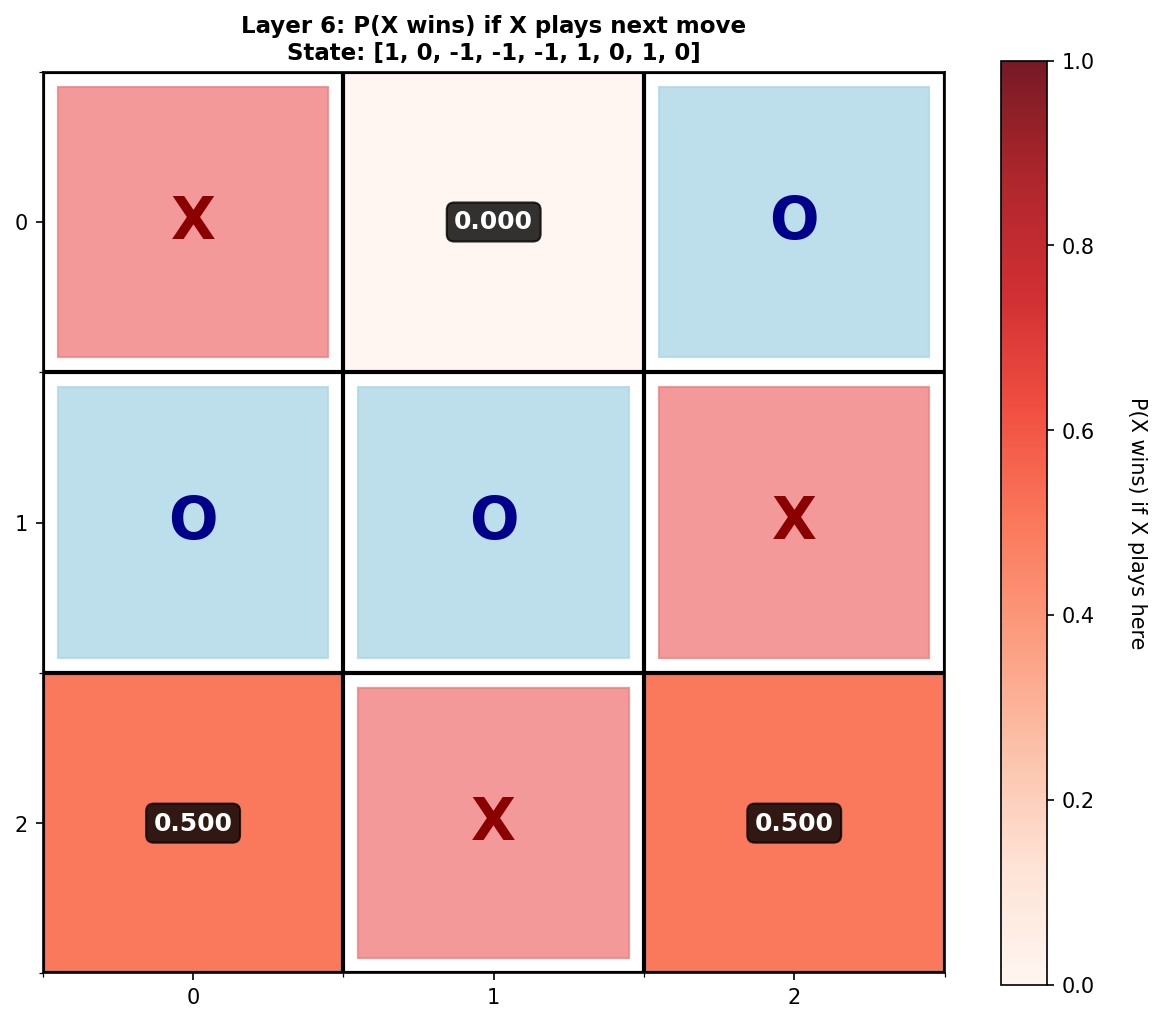 Layer 6: P(X wins) if X plays next move
State: [1, 0, -1, -1, -1, 1, 0, 1, 0]
X
0.000
O
O
O
X
0.500
X
0.500
0
1
2
0
1
2
1.0
0.8
0.6
0.4
0.2
0.0
P(X wins) if X plays here